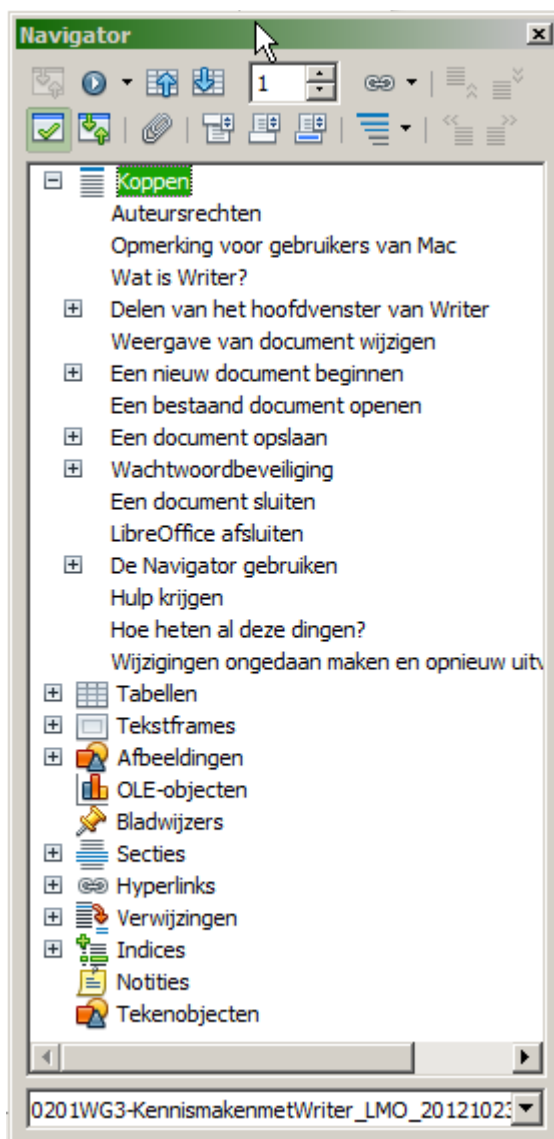 Navigator
1
Koppen
Auteursrechten
Opmerking voor gebruikers van Mac
Wat is Writer?
Delen van het hoofdvenster van Writer
Weergave van document wijzigen
Een nieuw document beginnen
Een bestaand document openen
Een document opslaan
Wachtwoordbeveiliging
Een document sluiten
LibreOffice afsluiten
De Navigator gebruiken
Hulp krijgen
Hoe heten al deze dingen?
Wijzigingen ongedaan maken en opnieuw uitv
Tabellen
Tekstframes
Afbeeldingen
OLE-objecten
Bladwijzers
Secties
Hyperlinks
Verwijzingen
Indices
Notities
Tekenobjecten
0201WG3-KennismakenmetWriter_LMO_20121023